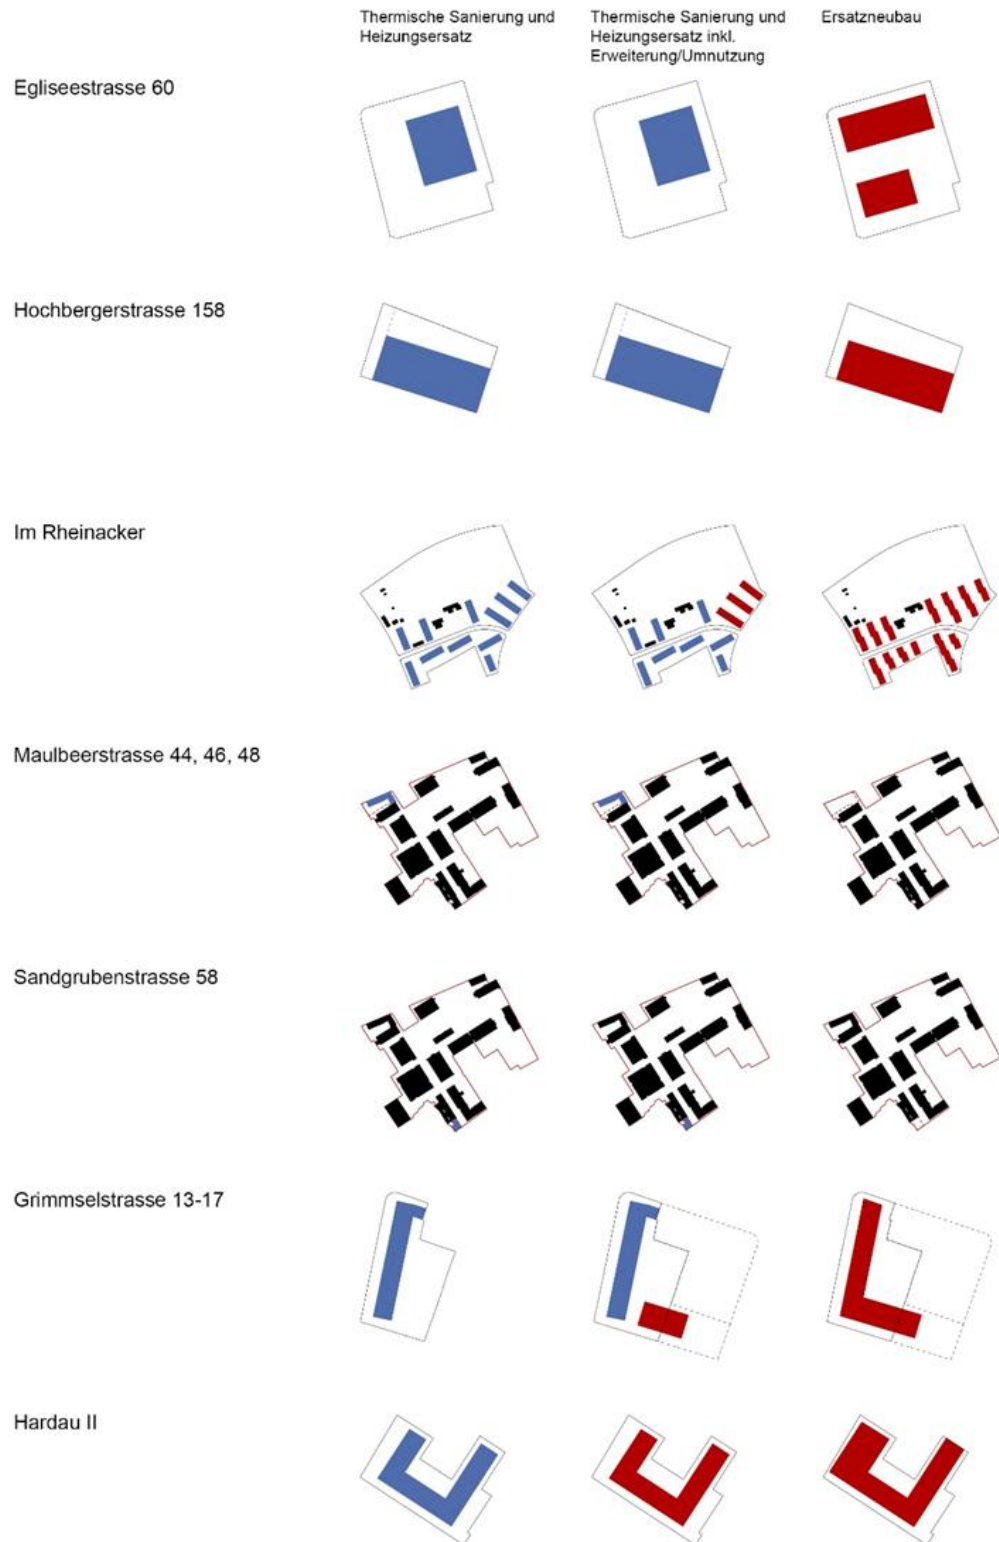 Thermische Sanierung und
Heizungsersatz
Thermische Sanierung und
Heizungsersatz inkl.
Erweiterung/Umnutzung
Ersatzneubau
Egliseestrasse 60
Hochbergerstrasse 158
Im Rheinacker
Maulbeerstrasse 44, 46, 48
Sandgrubenstrasse 58
Grimmselstrasse 13-17
Hardau II